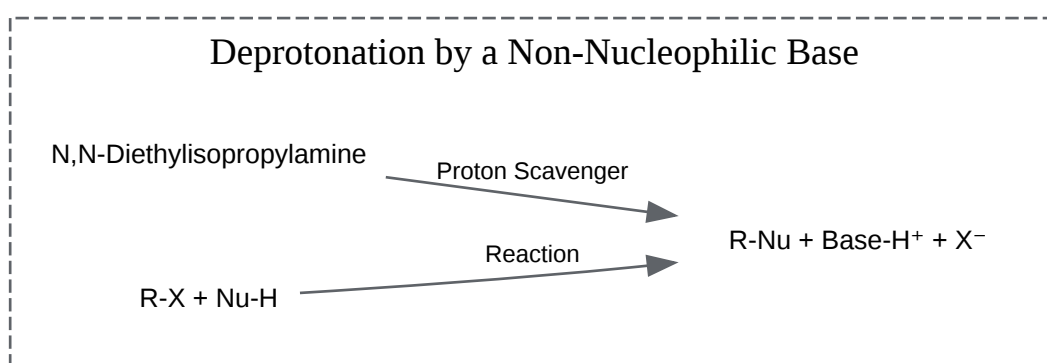 Deprotonation by a Non-Nucleophilic Base
N,N-Diethylisopropylamine
Proton Scavenger
R-Nu + Base-H⁺ + X⁻
Reaction
R-X + Nu-H